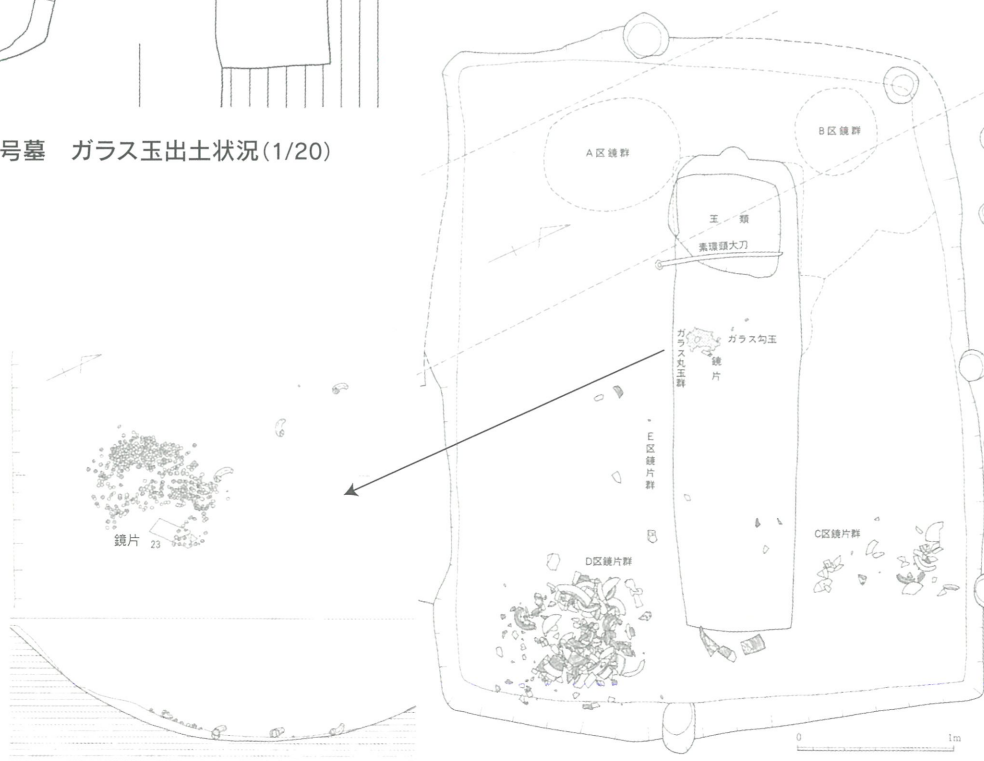 号墓　ガラス玉出土状況(1/20)
A区鏡群
B区鏡群
玉　類
素環頭大刀
ガラス丸玉群
ガラス勾玉
鏡片
E区鏡片群
鏡片 23
C区鏡片群
D区鏡片群
0 1m